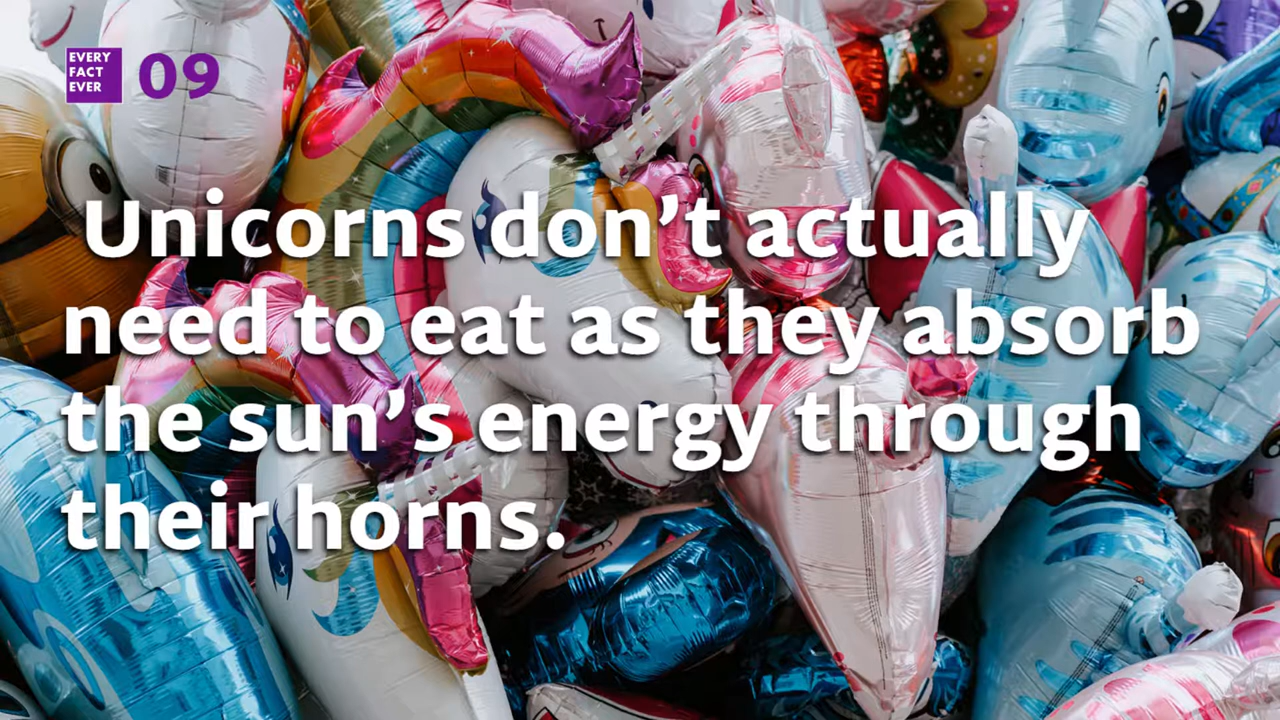 EVERY
FACT
EVER
09
Unicorns don’t actually
need to eat as they absorb
the sun’s energy through
their horns.